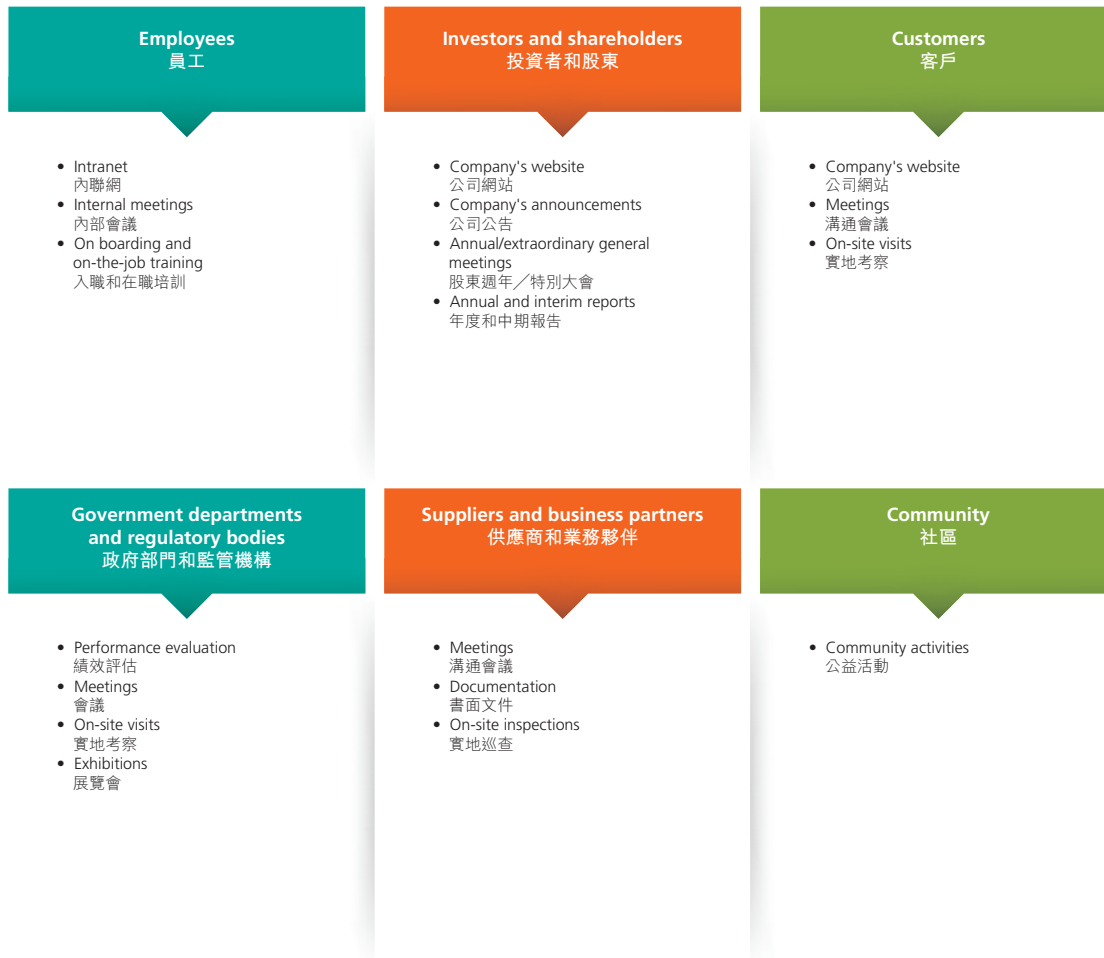 Employees
員工
• Intranet
內聯網
• Internal meetings
內部會議
• On boarding and
on-the-job training
入職和在職培訓
Investors and shareholders
投資者和股東
• Company's website
公司網站
• Company's announcements
公司公告
• Annual/extraordinary general
meetings
股東週年╱特別大會
• Annual and interim reports
年度和中期報告
Customers
客戶
• Company's website
公司網站
• Meetings
溝通會議
• On-site visits
實地考察
Government departments
and regulatory bodies
政府部門和監管機構
• Performance evaluation
績效評估
• Meetings
會議
• On-site visits
實地考察
• Exhibitions
展覽會
Suppliers and business partners
供應商和業務夥伴
• Meetings
溝通會議
• Documentation
書面文件
• On-site inspections
實地巡查
Community
社區
• Community activities
公益活動